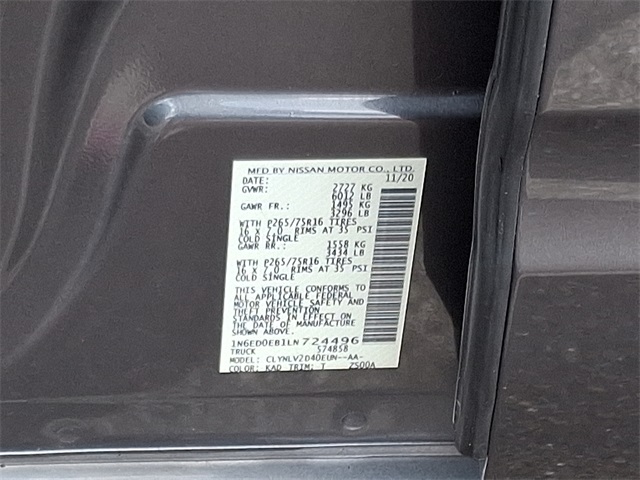 MFD BY NISSAN MOTOR CO., LTD.
DATE: 11/20
GVWR: 2727 KG
6012 LB
GAWR FR.: 1495 KG
3296 LB
WITH P265/75R16 TIRES
16 X 7.0 RIMS AT 35 PSI
COLD SINGLE
GAWR RR.: 1558 KG
3434 LB
WITH P265/75R16 TIRES
16 X 7.0 RIMS AT 35 PSI
COLD SINGLE
THIS VEHICLE CONFORMS TO
ALL APPLICABLE FEDERAL
MOTOR VEHICLE SAFETY AND
THEFT PREVENTION
STANDARDS IN EFFECT ON
THE DATE OF MANUFACTURE
SHOWN ABOVE.
1N6ED0EB1LN724496
TRUCK 574858
MODEL: CLYNLV2D40EUN--AA-
COLOR: KAD TRIM: T Z500A